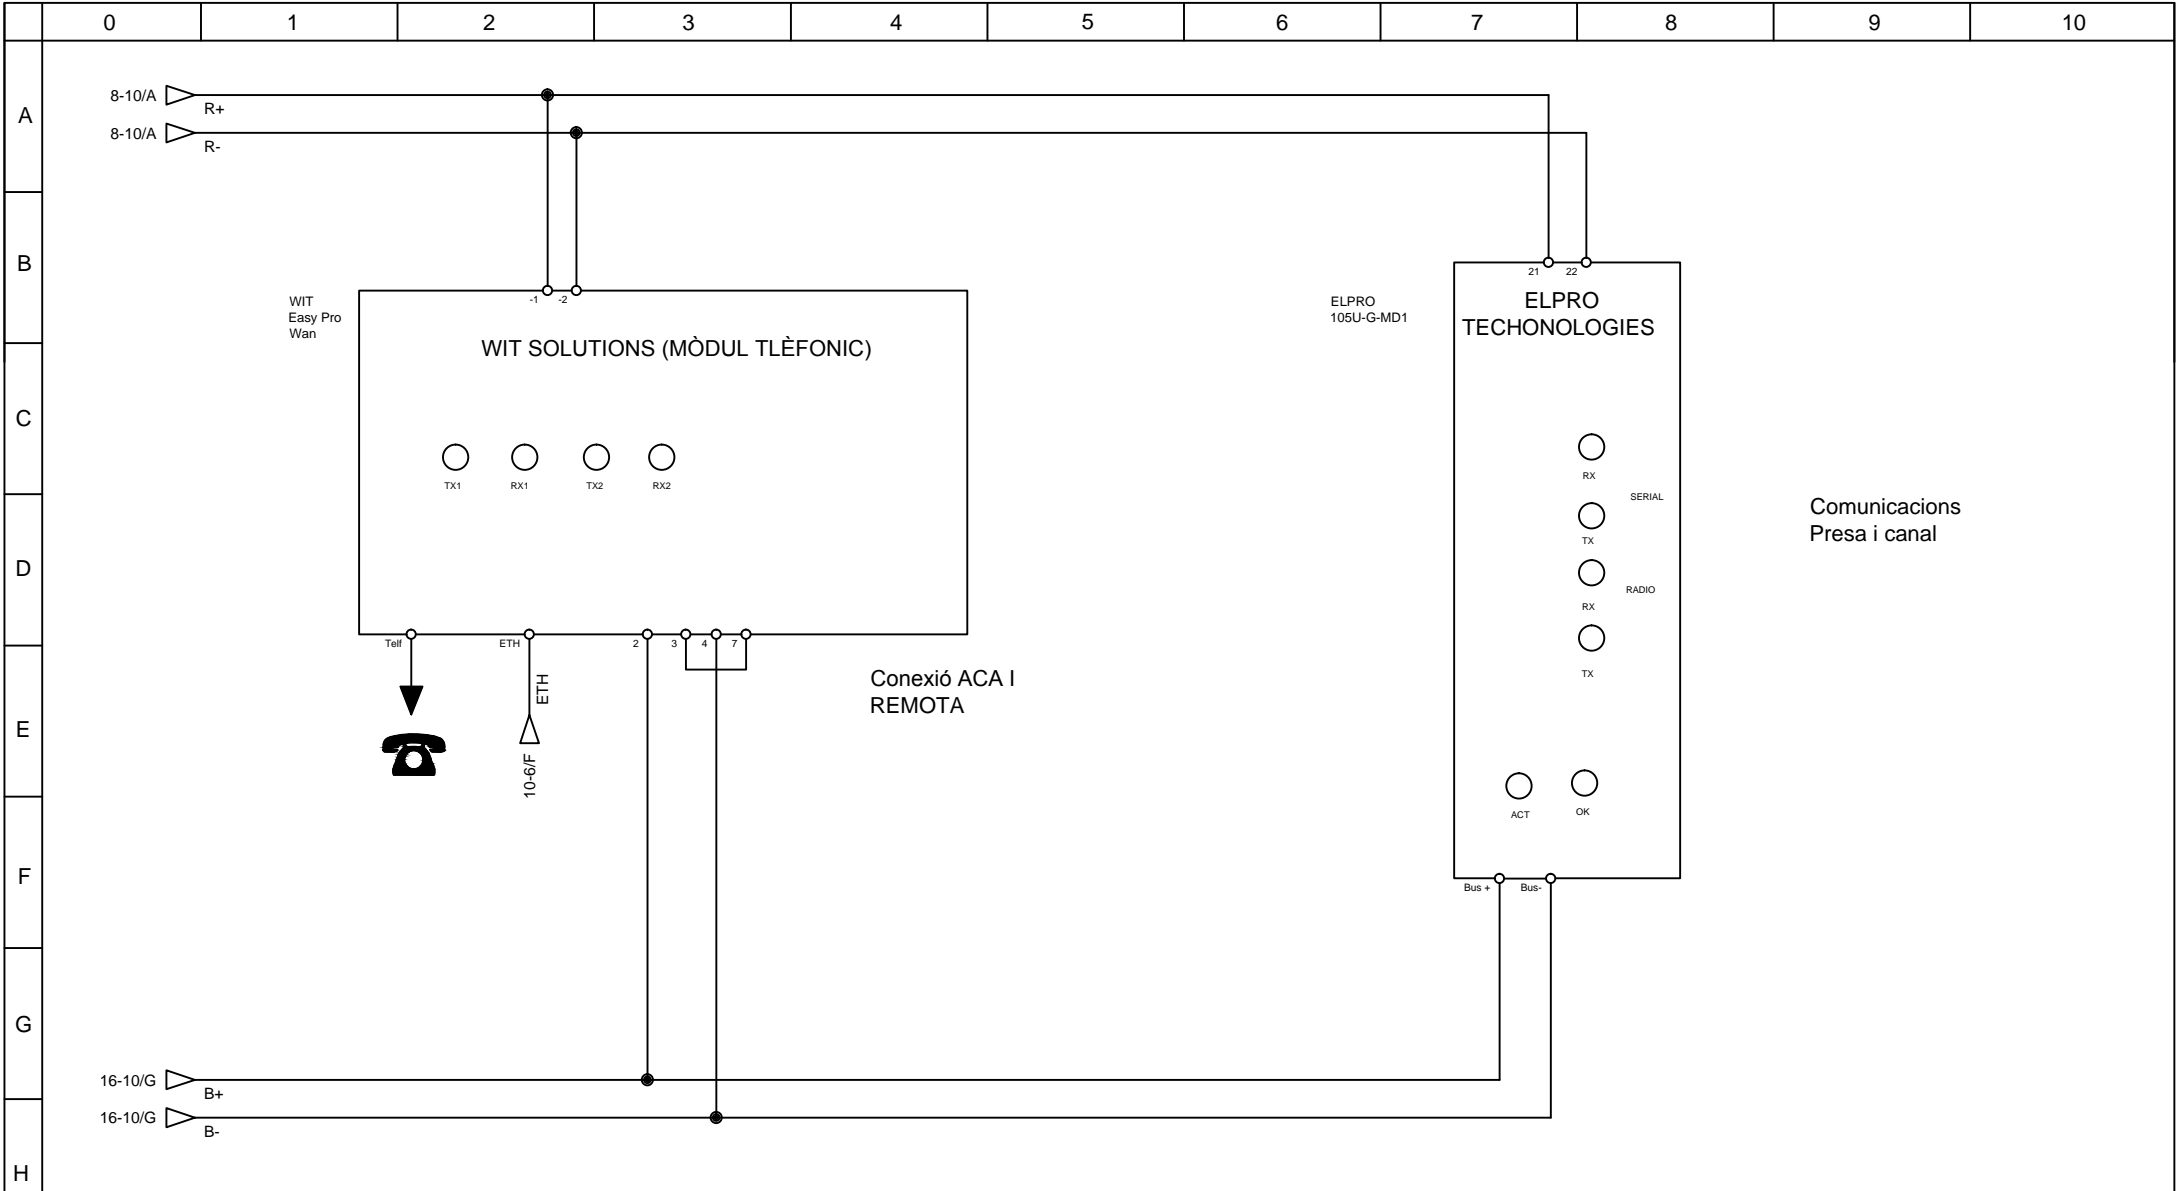 0 1 2 3 4 5 6 7 8 9 10
A
8-10/A
R+
8-10/A
R-
B
21 22
-1 -2
WIT
Easy Pro
Wan
ELPRO
105U-G-MD1
ELPRO
TECHONOLOGIES
WIT SOLUTIONS (MÒDUL TLÈFONIC)
C
TX1 RX1 TX2 RX2
RX
SERIAL
TX
Comunicacions
Presa i canal
D
RADIO
RX
TX
Telf ETH 2 3 4 7
Conexió ACA I
REMOTA
ETH
E
10-6/F
ACT OK
F
Bus + Bus-
G
16-10/G
B+
16-10/G
B-
H